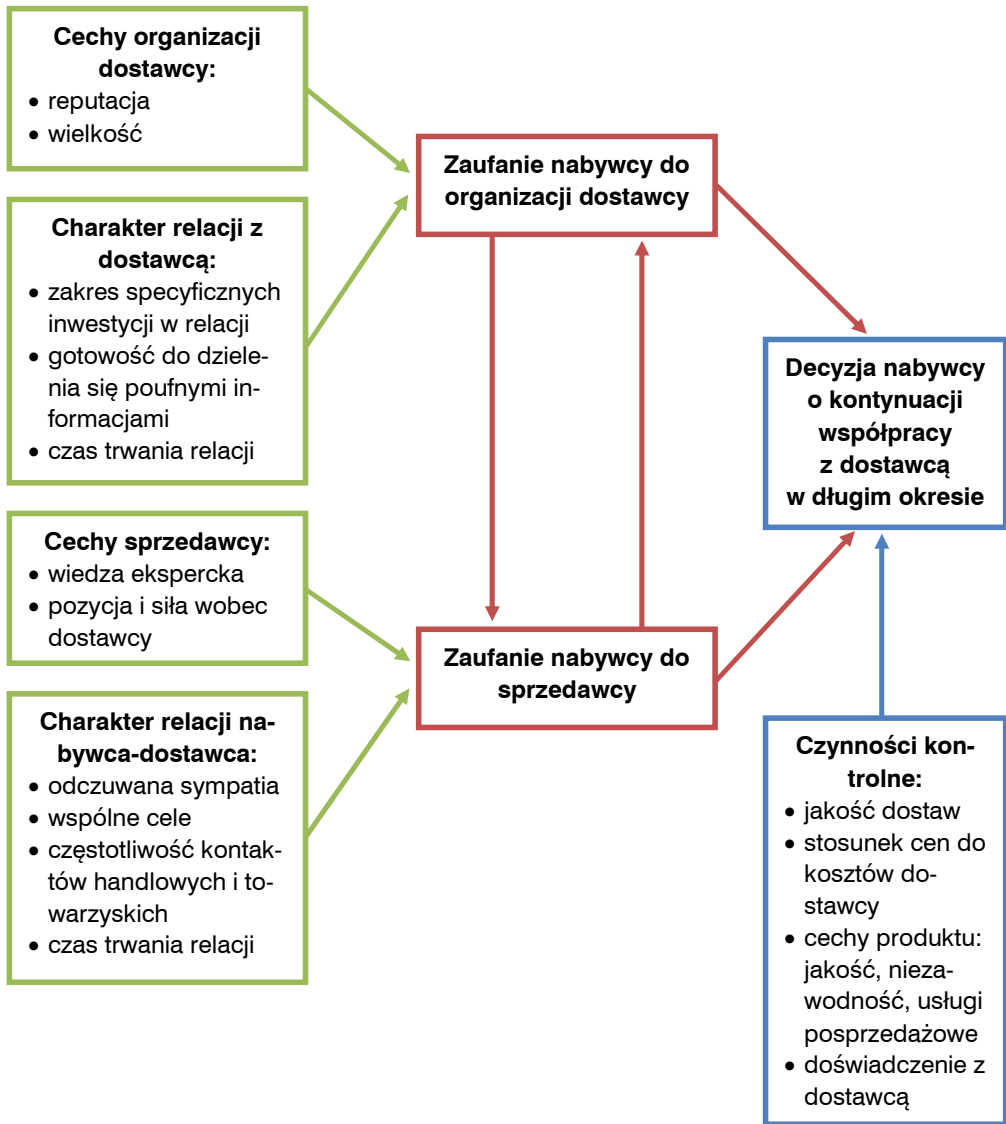 Cechy organizacji
dostawcy:
• reputacja
• wielkość
Charakter relacji z
dostawcą:
• zakres specyficznych
inwestycji w relacji
• gotowość do dziele-
nia się poufnymi in-
formacjami
• czas trwania relacji
Cechy sprzedawcy:
• wiedza ekspercka
• pozycja i siła wobec
dostawcy
Charakter relacji na-
bywca-dostawca:
• odczuwana sympatia
• wspólne cele
• częstotliwość kontak-
tów handlowych i to-
warzyskich
• czas trwania relacji
Zaufanie nabywcy do
organizacji dostawcy
Zaufanie nabywcy do
sprzedawcy
Decyzja nabywcy
o kontynuacji
współpracy
z dostawcą
w długim okresie
Czynności kon-
trolne:
• jakość dostaw
• stosunek cen do
kosztów do-
stawcy
• cechy produktu:
jakość, nieza-
wodność, usługi
posprzedażowe
• doświadczenie z
dostawcą